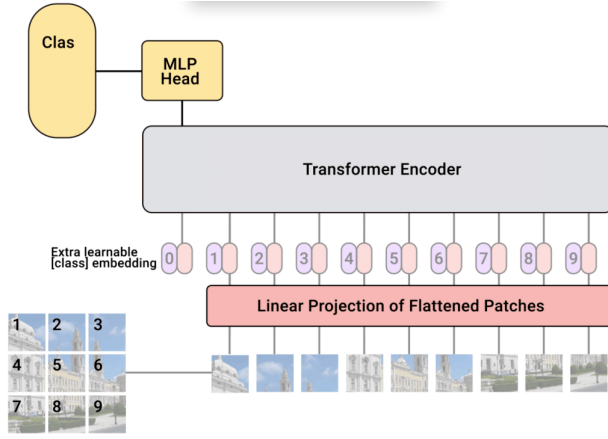 Clas
MLP
Head
Transformer Encoder
Extra learnable
[class] embedding
0 1 2 3 4 5 6 7 8 9
Linear Projection of Flattened Patches
1 2 3
4 5 6
7 8 9